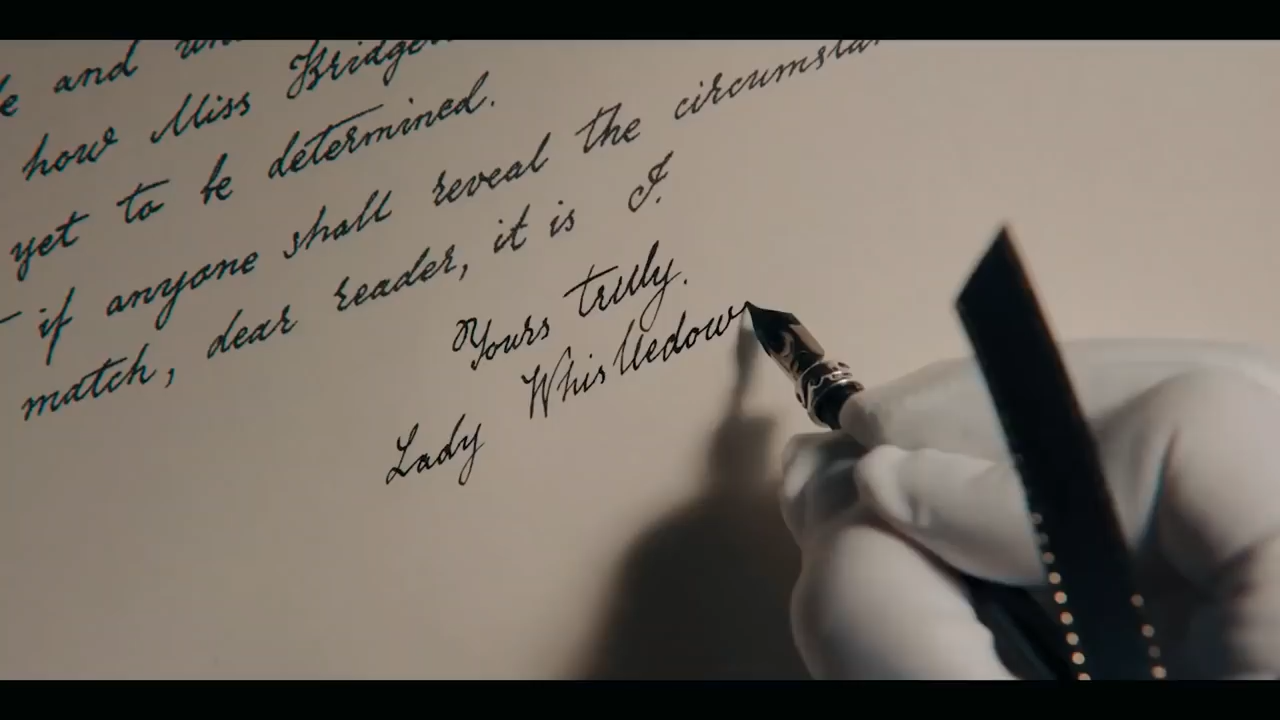 and
how Miss Bridge
yet to be determined.
if anyone shall reveal the circumstan
match, dear reader, it is I.
Yours truly.
Lady Whistledow